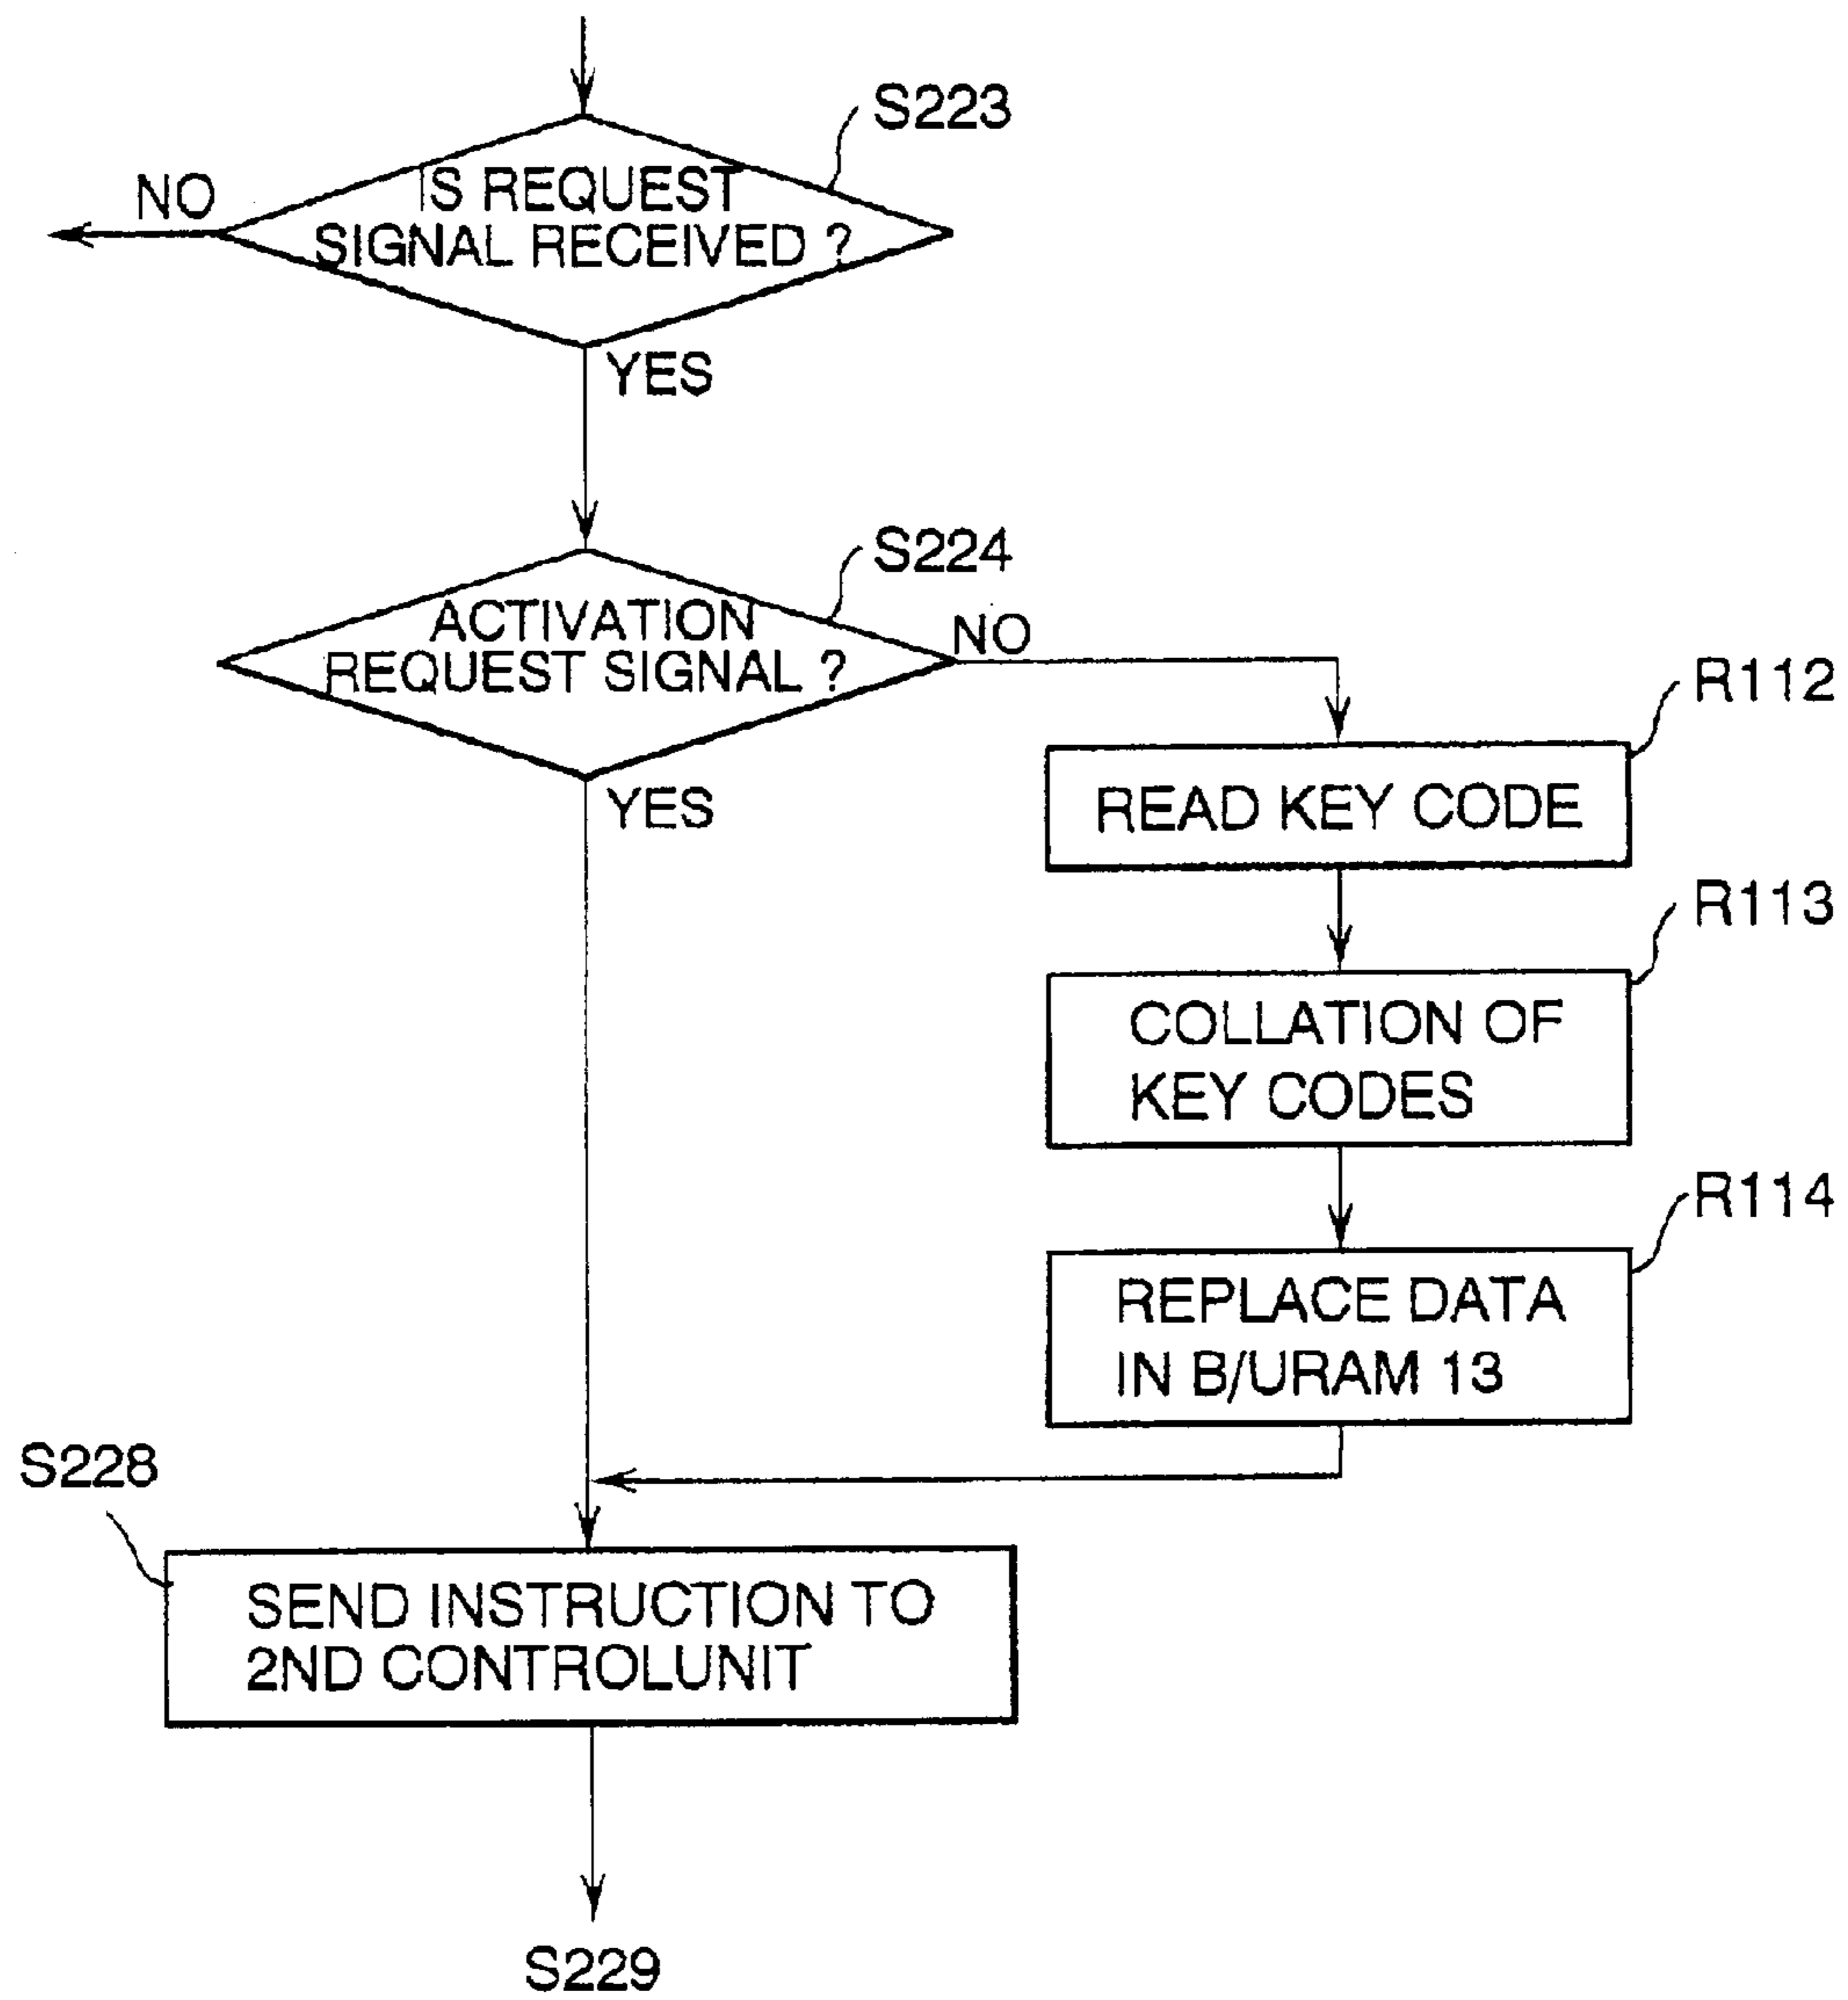 S223
NO
IS REQUEST
SIGNAL RECEIVED ?
YES
S224
ACTIVATION
REQUEST SIGNAL ?
NO
YES
R112
READ KEY CODE
R113
COLLATION OF
KEY CODES
R114
REPLACE DATA
IN B/URAM 13
S228
SEND INSTRUCTION TO
2ND CONTROLUNIT
S229